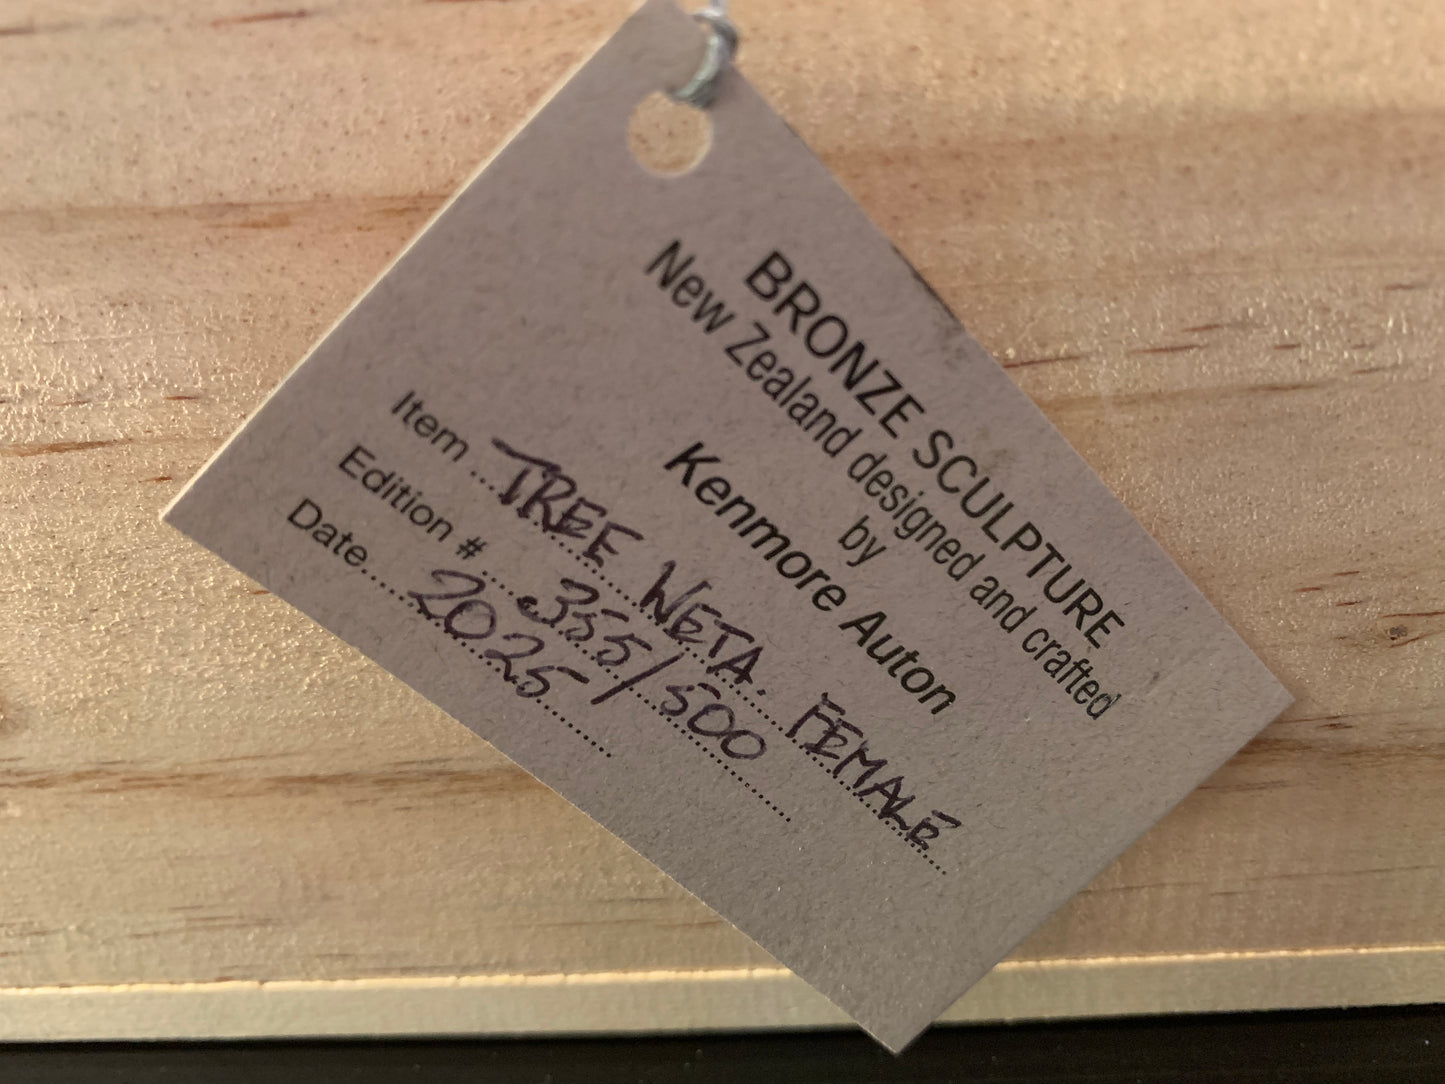 BRONZE SCULPTURE
New Zealand designed and crafted
by
Kenmore Auton
Item ... TREE WETA. FEMALE
Edition # ... 355/500
Date.... 2025